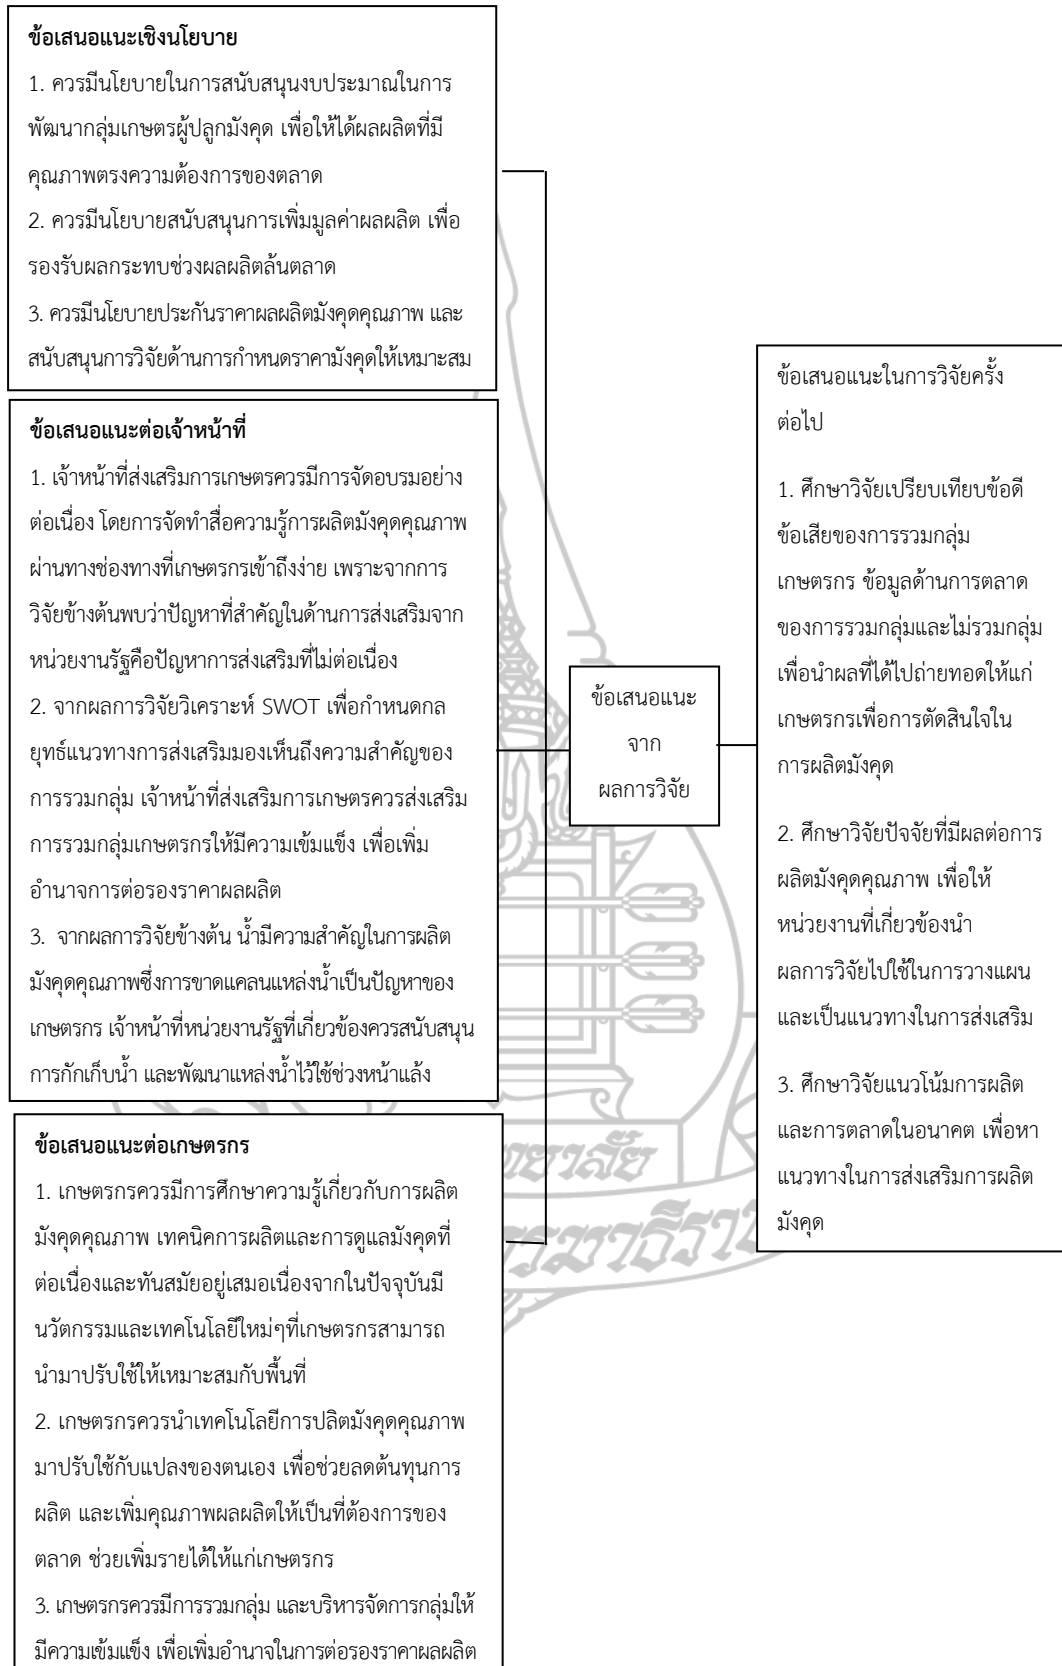 ข้อเสนอแนะเชิงนโยบาย
1. ควรมีนโยบายในการสนับสนุนงบประมาณในการ
พัฒนากลุ่มเกษตรผู้ปลูกมังคุด เพื่อให้ได้ผลผลิตที่มี
คุณภาพตรงความต้องการของตลาด
2. ควรมีนโยบายสนับสนุนการเพิ่มมูลค่าผลผลิต เพื่อ
รองรับผลกระทบช่วงผลผลิตล้นตลาด
3. ควรมีนโยบายประกันราคาผลผลิตมังคุดคุณภาพ และ
สนับสนุนการวิจัยด้านการกำหนดราคามังคุดให้เหมาะสม
ข้อเสนอแนะต่อเจ้าหน้าที่
1. เจ้าหน้าที่ส่งเสริมการเกษตรควรมีการจัดอบรมอย่าง
ต่อเนื่อง โดยการจัดทำสื่อความรู้การผลิตมังคุดคุณภาพ
ผ่านทางช่องทางที่เกษตรกรเข้าถึงง่าย เพราะจากการ
วิจัยข้างต้นพบว่าปัญหาที่สำคัญในด้านการส่งเสริมจาก
หน่วยงานรัฐคือปัญหาการส่งเสริมที่ไม่ต่อเนื่อง
2. จากผลการวิจัยวิเคราะห์ SWOT เพื่อกำหนดกล
ยุทธ์แนวทางการส่งเสริมมองเห็นถึงความสำคัญของ
การรวมกลุ่ม เจ้าหน้าที่ส่งเสริมการเกษตรควรส่งเสริม
การรวมกลุ่มเกษตรกรให้มีความเข้มแข็ง เพื่อเพิ่ม
อำนาจการต่อรองราคาผลผลิต
3. จากผลการวิจัยข้างต้น น้ำมีความสำคัญในการผลิต
มังคุดคุณภาพซึ่งการขาดแคลนแหล่งน้ำเป็นปัญหาของ
เกษตรกร เจ้าหน้าที่หน่วยงานรัฐที่เกี่ยวข้องควรสนับสนุน
การกักเก็บน้ำ และพัฒนาแหล่งน้ำไว้ใช้ช่วงหน้าแล้ง
ข้อเสนอแนะต่อเกษตรกร
1. เกษตรกรควรมีการศึกษาความรู้เกี่ยวกับการผลิต
มังคุดคุณภาพ เทคนิคการผลิตและการดูแลมังคุดที่
ต่อเนื่องและทันสมัยอยู่เสมอเนื่องจากในปัจจุบันมี
นวัตกรรมและเทคโนโลยีใหม่ๆที่เกษตรกรสามารถ
นำมาปรับใช้ให้เหมาะสมกับพื้นที่
2. เกษตรกรควรนำเทคโนโลยีการปลิตมังคุดคุณภาพ
มาปรับใช้กับแปลงของตนเอง เพื่อช่วยลดต้นทุนการ
ผลิต และเพิ่มคุณภาพผลผลิตให้เป็นที่ต้องการของ
ตลาด ช่วยเพิ่มรายได้ให้แก่เกษตรกร
3. เกษตรกรควรมีการรวมกลุ่ม และบริหารจัดการกลุ่มให้
มีความเข้มแข็ง เพื่อเพิ่มอำนาจในการต่อรองราคาผลผลิต
ข้อเสนอแนะ
จาก
ผลการวิจัย
ข้อเสนอแนะในการวิจัยครั้ง
ต่อไป
1. ศึกษาวิจัยเปรียบเทียบข้อดี
ข้อเสียของการรวมกลุ่ม
เกษตรกร ข้อมูลด้านการตลาด
ของการรวมกลุ่มและไม่รวมกลุ่ม
เพื่อนำผลที่ได้ไปถ่ายทอดให้แก่
เกษตรกรเพื่อการตัดสินใจใน
การผลิตมังคุด
2. ศึกษาวิจัยปัจจัยที่มีผลต่อการ
ผลิตมังคุดคุณภาพ เพื่อให้
หน่วยงานที่เกี่ยวข้องนำ
ผลการวิจัยไปใช้ในการวางแผน
และเป็นแนวทางในการส่งเสริม
3. ศึกษาวิจัยแนวโน้มการผลิต
และการตลาดในอนาคต เพื่อหา
แนวทางในการส่งเสริมการผลิต
มังคุด